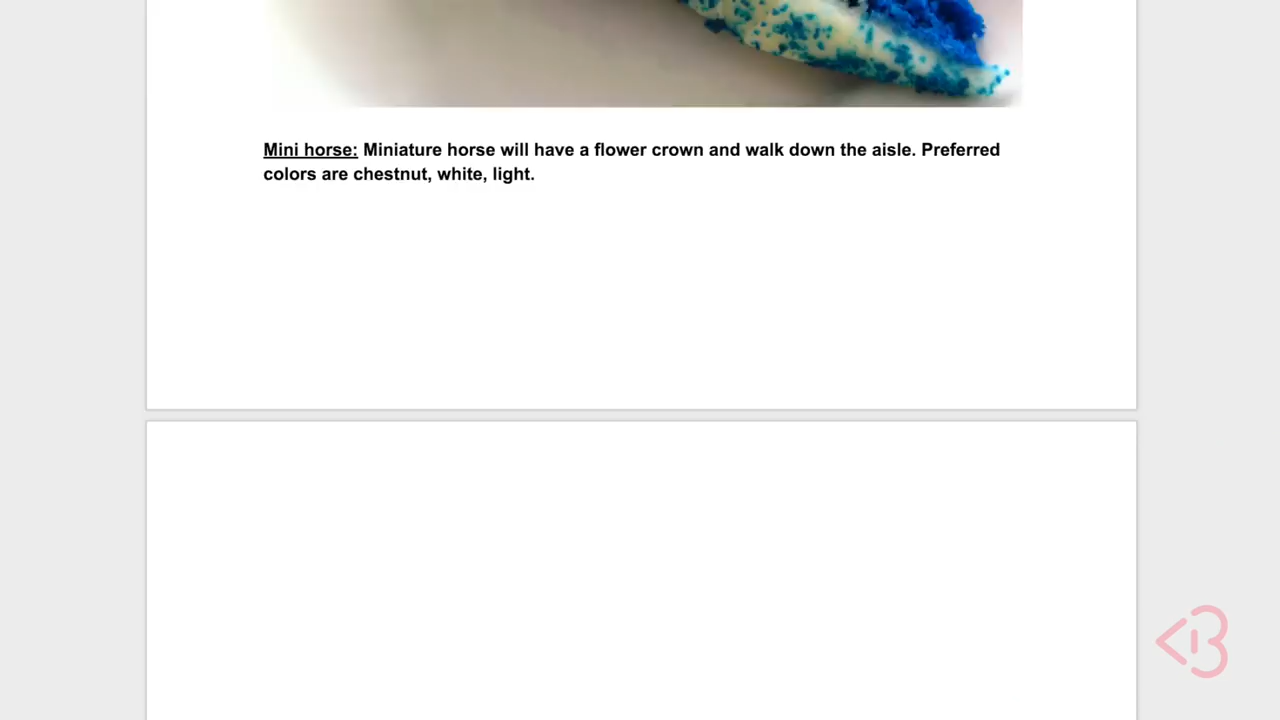 Mini horse: Miniature horse will have a flower crown and walk down the aisle. Preferred
colors are chestnut, white, light.